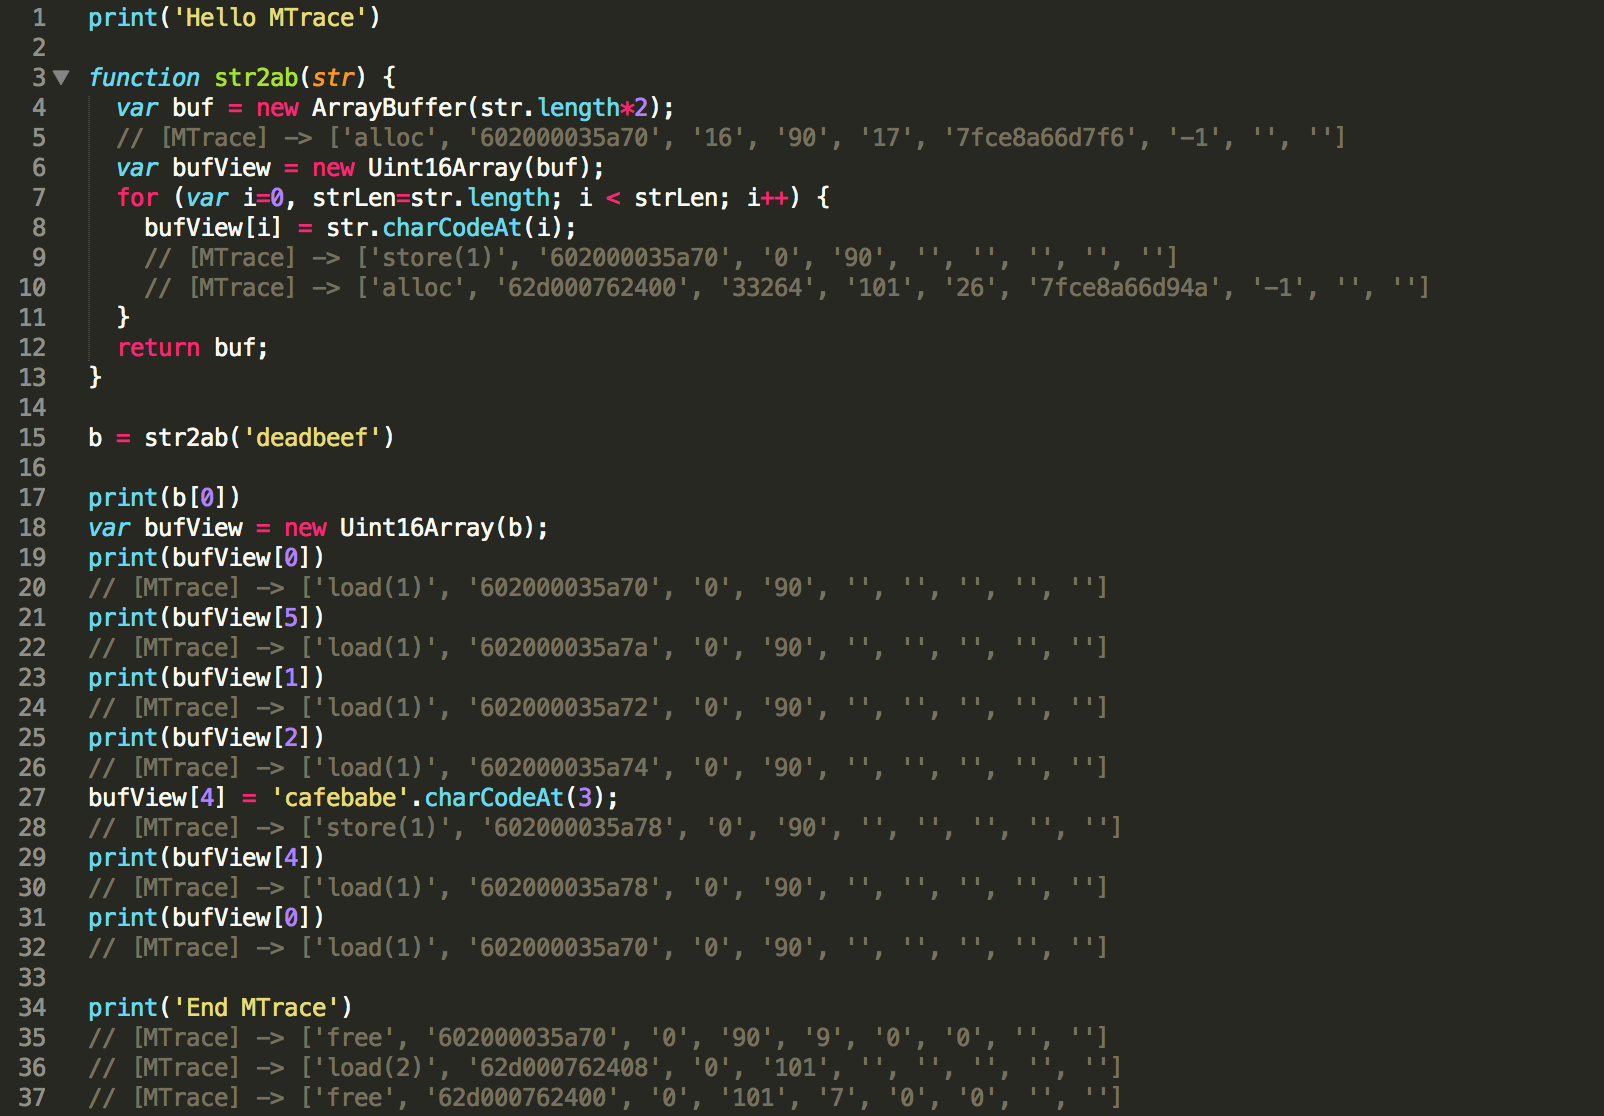 1 print('Hello MTrace')
2
3 function str2ab(str) {
4 var buf = new ArrayBuffer(str.length*2);
5 // [MTrace] -> ['alloc', '602000035a70', '16', '90', '17', '7fce8a66d7f6', '-1', '', '']
6 var bufView = new Uint16Array(buf);
7 for (var i=0, strLen=str.length; i < strLen; i++) {
8 bufView[i] = str.charCodeAt(i);
9 // [MTrace] -> ['store(1)', '602000035a70', '0', '90', '', '', '', '', '']
10 // [MTrace] -> ['alloc', '62d000762400', '33264', '101', '26', '7fce8a66d94a', '-1', '', '']
11 }
12 return buf;
13 }
14
15 b = str2ab('deadbeef')
16
17 print(b[0])
18 var bufView = new Uint16Array(b);
19 print(bufView[0])
20 // [MTrace] -> ['load(1)', '602000035a70', '0', '90', '', '', '', '', '']
21 print(bufView[5])
22 // [MTrace] -> ['load(1)', '602000035a7a', '0', '90', '', '', '', '', '']
23 print(bufView[1])
24 // [MTrace] -> ['load(1)', '602000035a72', '0', '90', '', '', '', '', '']
25 print(bufView[2])
26 // [MTrace] -> ['load(1)', '602000035a74', '0', '90', '', '', '', '', '']
27 bufView[4] = 'cafebabe'.charCodeAt(3);
28 // [MTrace] -> ['store(1)', '602000035a78', '0', '90', '', '', '', '', '']
29 print(bufView[4])
30 // [MTrace] -> ['load(1)', '602000035a78', '0', '90', '', '', '', '', '']
31 print(bufView[0])
32 // [MTrace] -> ['load(1)', '602000035a70', '0', '90', '', '', '', '', '']
33
34 print('End MTrace')
35 // [MTrace] -> ['free', '602000035a70', '0', '90', '9', '0', '0', '', '']
36 // [MTrace] -> ['load(2)', '62d000762408', '0', '101', '', '', '', '', '']
37 // [MTrace] -> ['free', '62d000762400', '0', '101', '7', '0', '0', '', '']